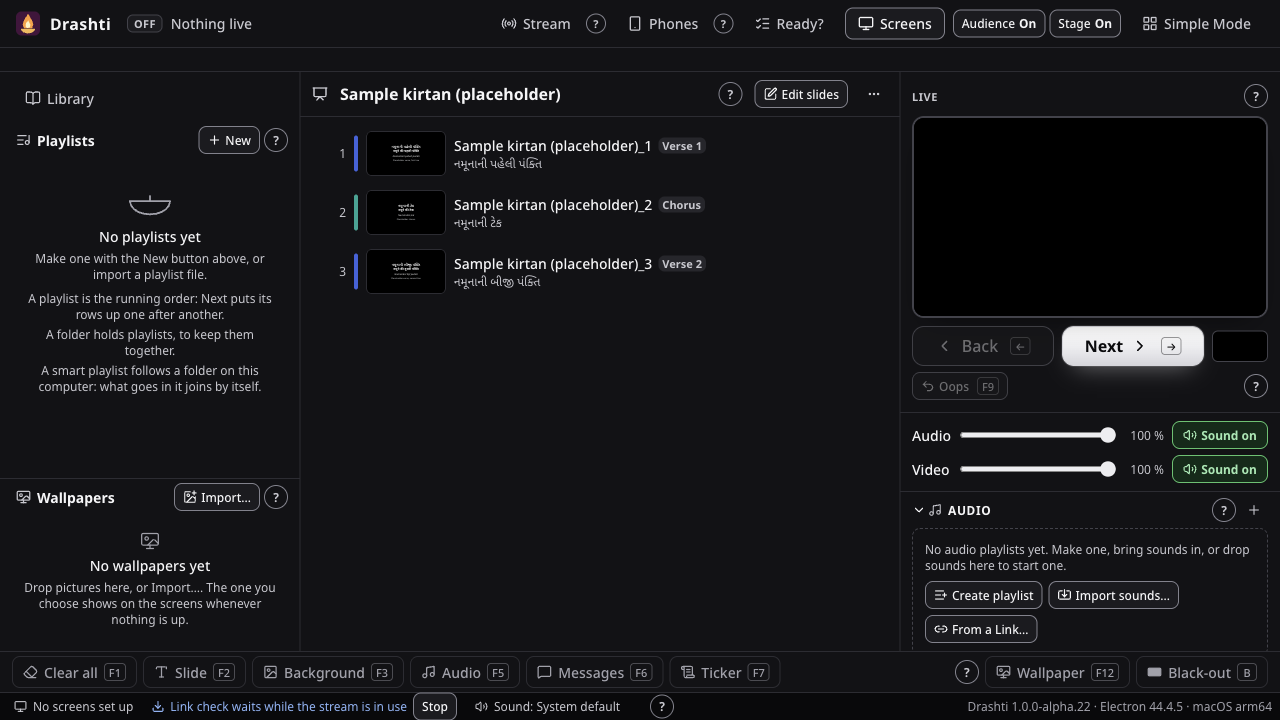 Drashti OFF Nothing live Stream ? Phones ? Ready? Screens Audience On Stage On Simple Mode
Library
Playlists New ?
No playlists yet
Make one with the New button above, or
import a playlist file.
A playlist is the running order: Next puts its
rows up one after another.
A folder holds playlists, to keep them
together.
A smart playlist follows a folder on this
computer: what goes in it joins by itself.
Wallpapers Import... ?
No wallpapers yet
Drop pictures here, or Import.... The one you
choose shows on the screens whenever
nothing is up.
Sample kirtan (placeholder) ? Edit slides ...
1 Sample kirtan (placeholder)_1 Verse 1
નમૂનાની પહેલી પંક્તિ
2 Sample kirtan (placeholder)_2 Chorus
નમૂનાની ટેક
3 Sample kirtan (placeholder)_3 Verse 2
નમૂનાની બીજી પંક્તિ
LIVE ?
Back ← Next →
Oops F9 ?
Audio 100 % Sound on
Video 100 % Sound on
AUDIO ? +
No audio playlists yet. Make one, bring sounds in, or drop
sounds here to start one.
Create playlist Import sounds...
From a Link...
Clear all F1 Slide F2 Background F3 Audio F5 Messages F6 Ticker F7 ? Wallpaper F12 Black-out B
No screens set up Link check waits while the stream is in use Stop Sound: System default ? Drashti 1.0.0-alpha.22 · Electron 44.4.5 · macOS arm64